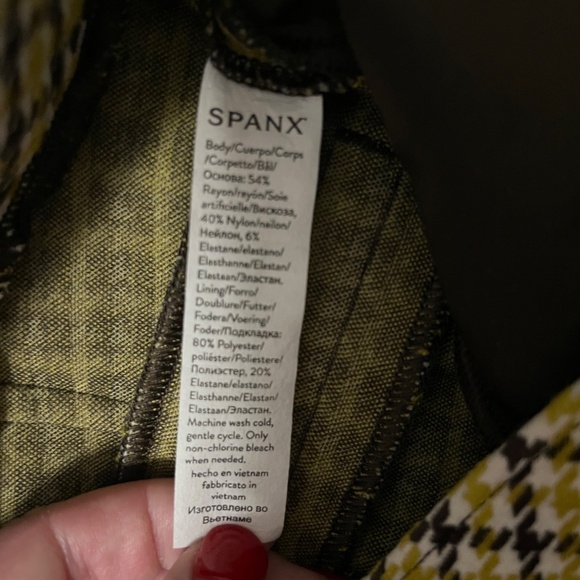 SPANX
Body/Cuerpo/Corps
/Corpetto/Bál/
Основа: 54%
Rayon/rayón/Soie
artificielle/Вискоза,
40% Nylon/nailon/
Нейлон, 6%
Elastane/elastano/
Elasthanne/Elastan/
Elastaan/Эластан.
Lining/Forro/
Doublure/Futter/
Fodera/Voering/
Foder/Подкладка:
80% Polyester/
poliéster/Poliestere/
Полиэстер, 20%
Elastane/elastano/
Elasthanne/Elastan/
Elastaan/Эластан.
Machine wash cold,
gentle cycle. Only
non-chlorine bleach
when needed.
hecho en vietnam
fabbricato in
vietnam
Изготовлено во
Вьетнаме